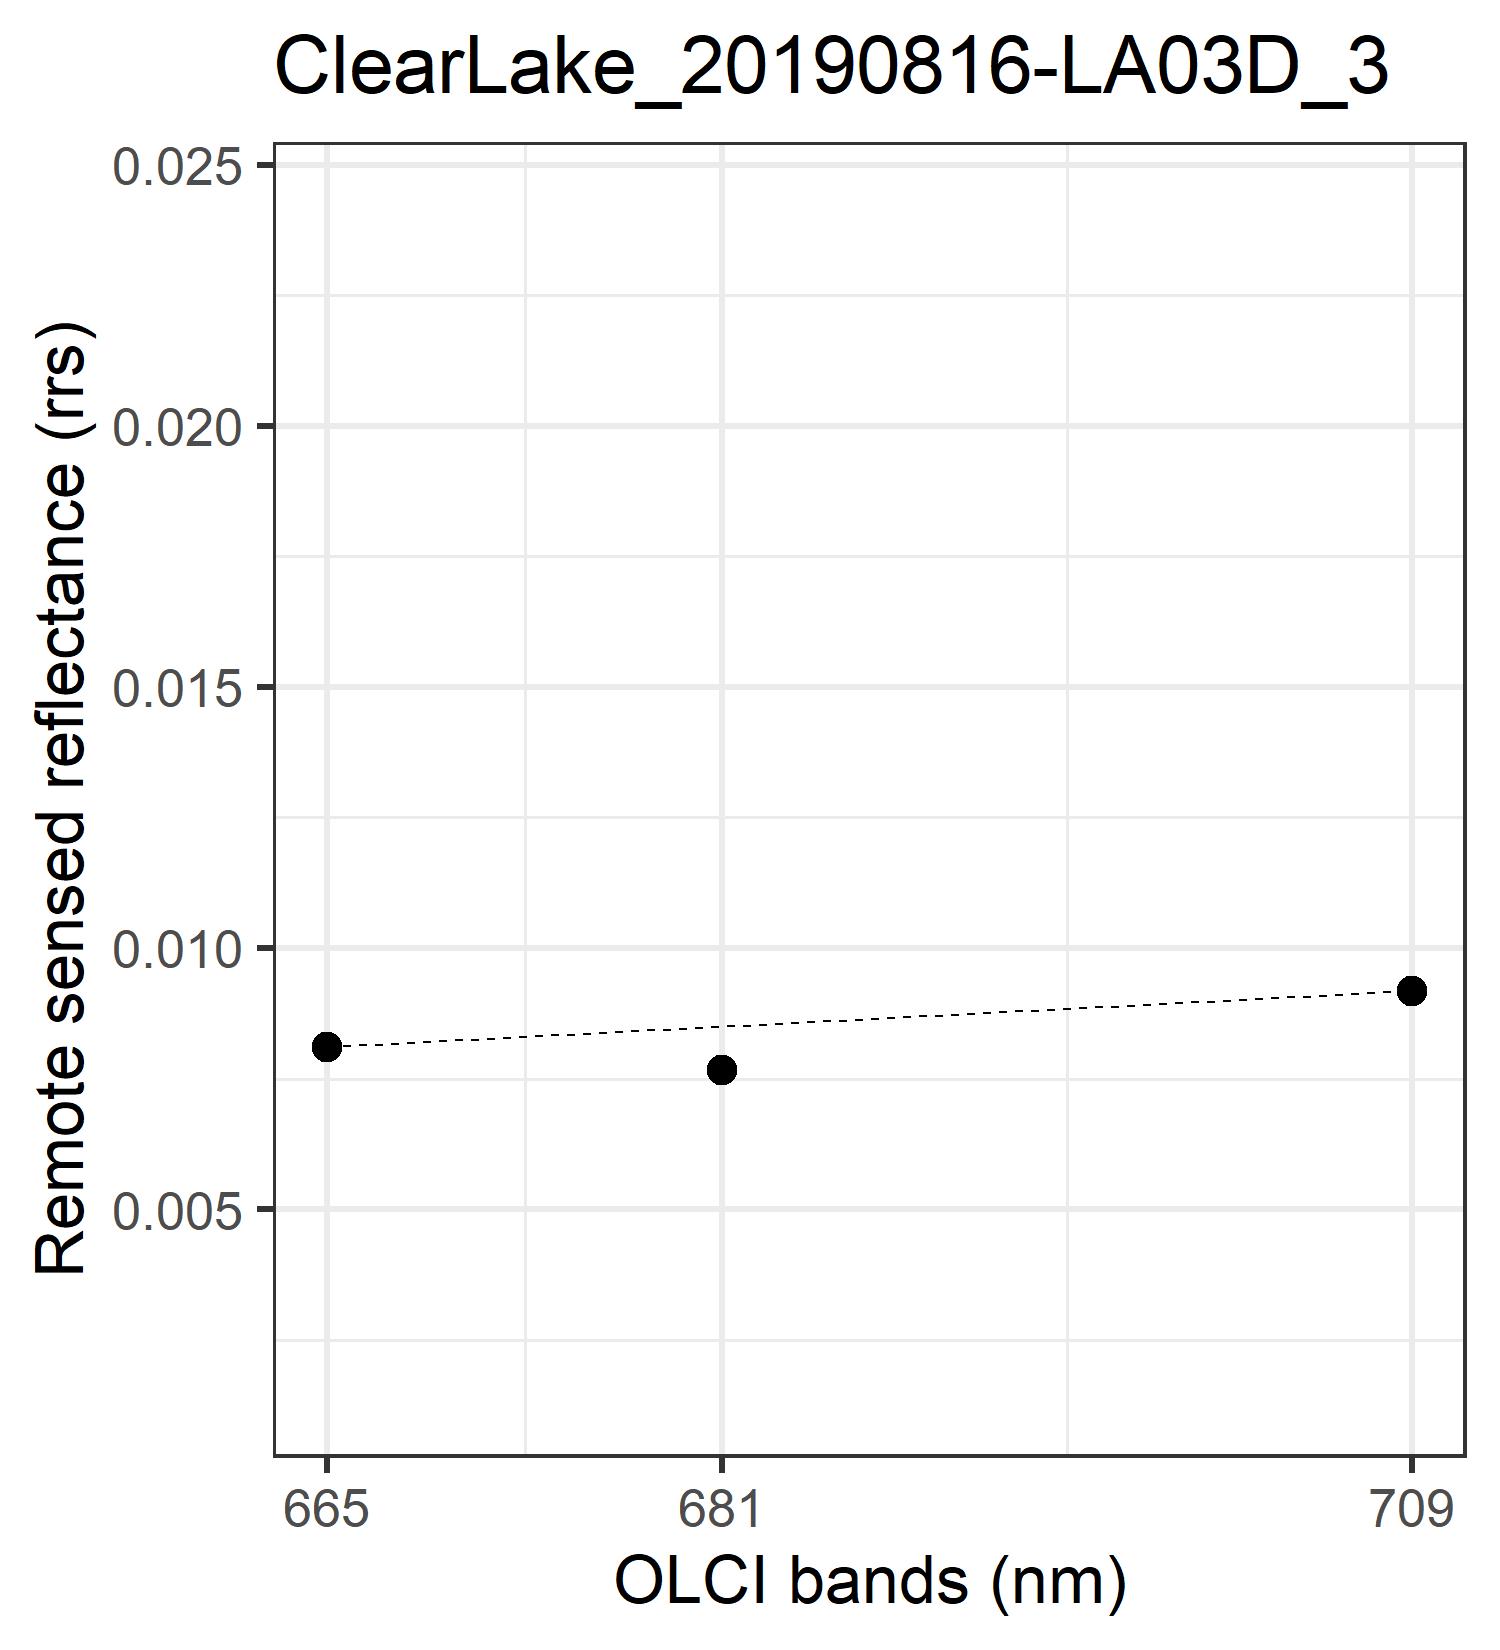 ClearLake_20190816-LA03D_3
Remote sensed reflectance (rrs)
0.025
0.020
0.015
0.010
0.005
665 681 709
OLCI bands (nm)